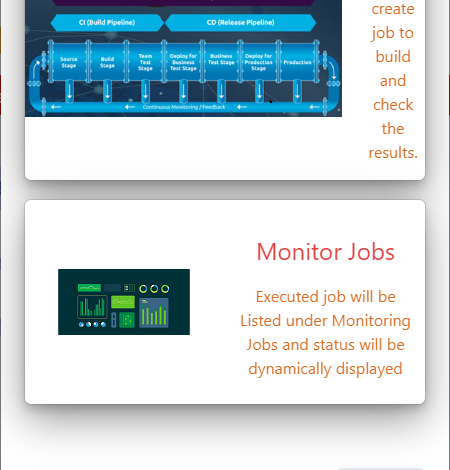 CI (Build Pipeline)
CD (Release Pipeline)
Source Stage
Build Stage
Team Test Stage
Deploy for Business Test Stage
Business Test Stage
Deploy for Production Stage
Production
Continuous Monitoring / Feedback
create
job to
build
and
check
the
results.
Monitor Jobs
Executed job will be
Listed under Monitoring
Jobs and status will be
dynamically displayed